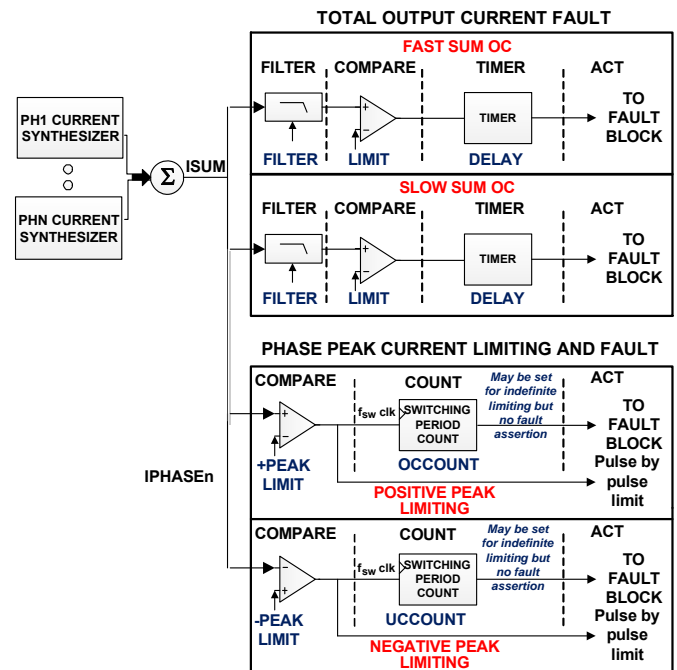 TOTAL OUTPUT CURRENT FAULT
FAST SUM OC
FILTER COMPARE TIMER ACT
PH1 CURRENT
SYNTHESIZER
PHN CURRENT
SYNTHESIZER
Σ
ISUM
+
−
TIMER
TO
FAULT
BLOCK
FILTER LIMIT DELAY
SLOW SUM OC
FILTER COMPARE TIMER ACT
+
−
TIMER
TO
FAULT
BLOCK
FILTER LIMIT DELAY
PHASE PEAK CURRENT LIMITING AND FAULT
COMPARE COUNT ACT
May be set
for indefinite
limiting but
no fault
assertion
+
−
fsw clk
SWITCHING
PERIOD
COUNT
TO
FAULT
BLOCK
+PEAK
LIMIT
OCCOUNT
Pulse by
pulse
limit
POSITIVE PEAK
LIMITING
IPHASEn
COMPARE COUNT ACT
May be set
for indefinite
limiting but
no fault
assertion
−
+
fsw clk
SWITCHING
PERIOD
COUNT
TO
FAULT
BLOCK
-PEAK
LIMIT
UCCOUNT
Pulse by
pulse
limit
NEGATIVE PEAK
LIMITING